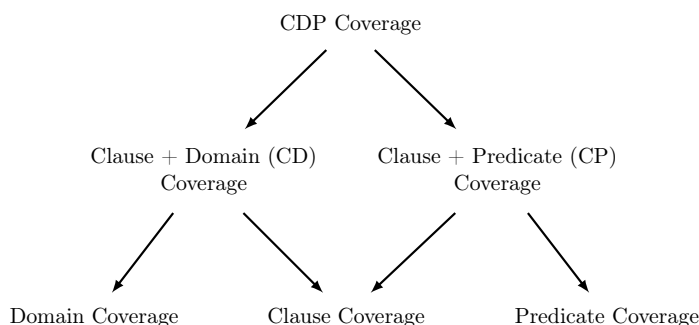 CDP Coverage
Clause + Domain (CD)
Coverage
Clause + Predicate (CP)
Coverage
Domain Coverage
Clause Coverage
Predicate Coverage